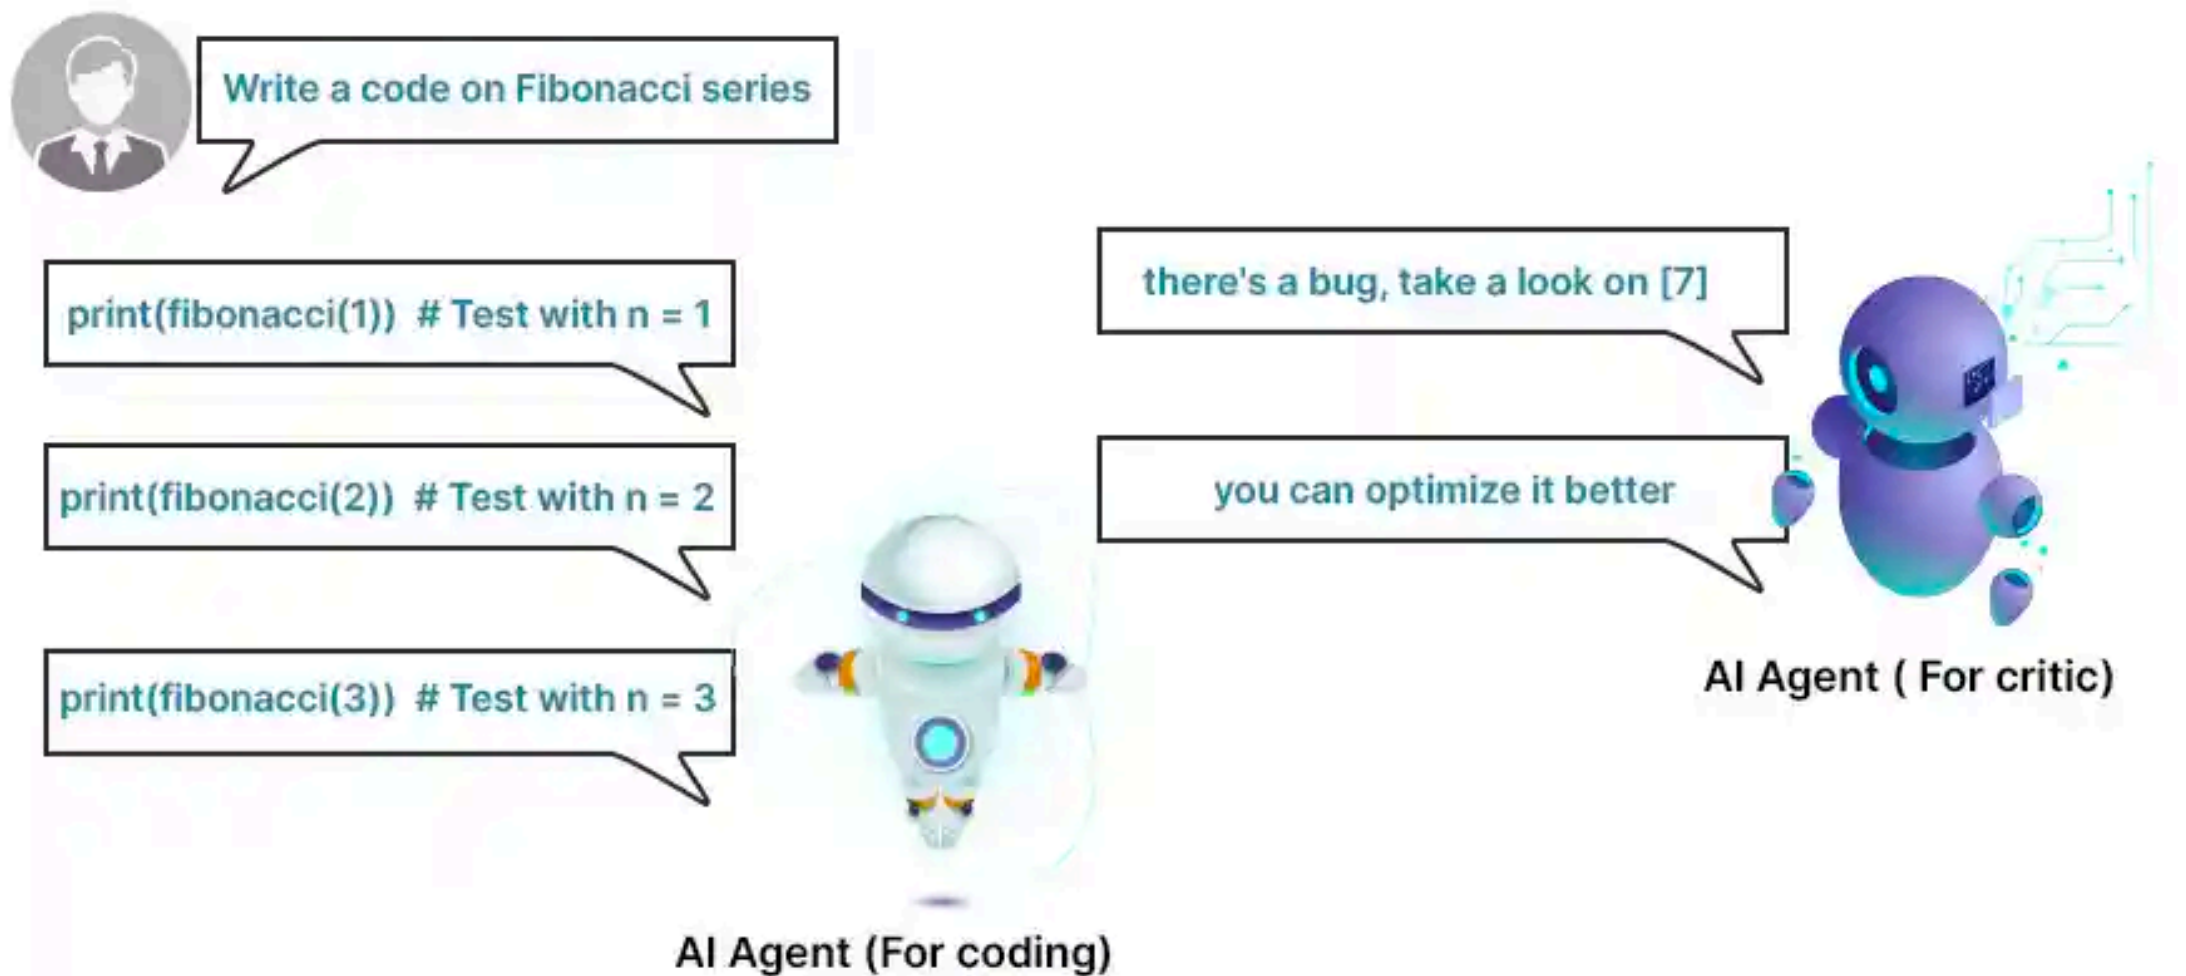 Write a code on Fibonacci series
print(fibonacci(1))  # Test with n = 1
print(fibonacci(2))  # Test with n = 2
print(fibonacci(3))  # Test with n = 3
AI Agent (For coding)
there's a bug, take a look on [7]
you can optimize it better
AI Agent ( For critic)